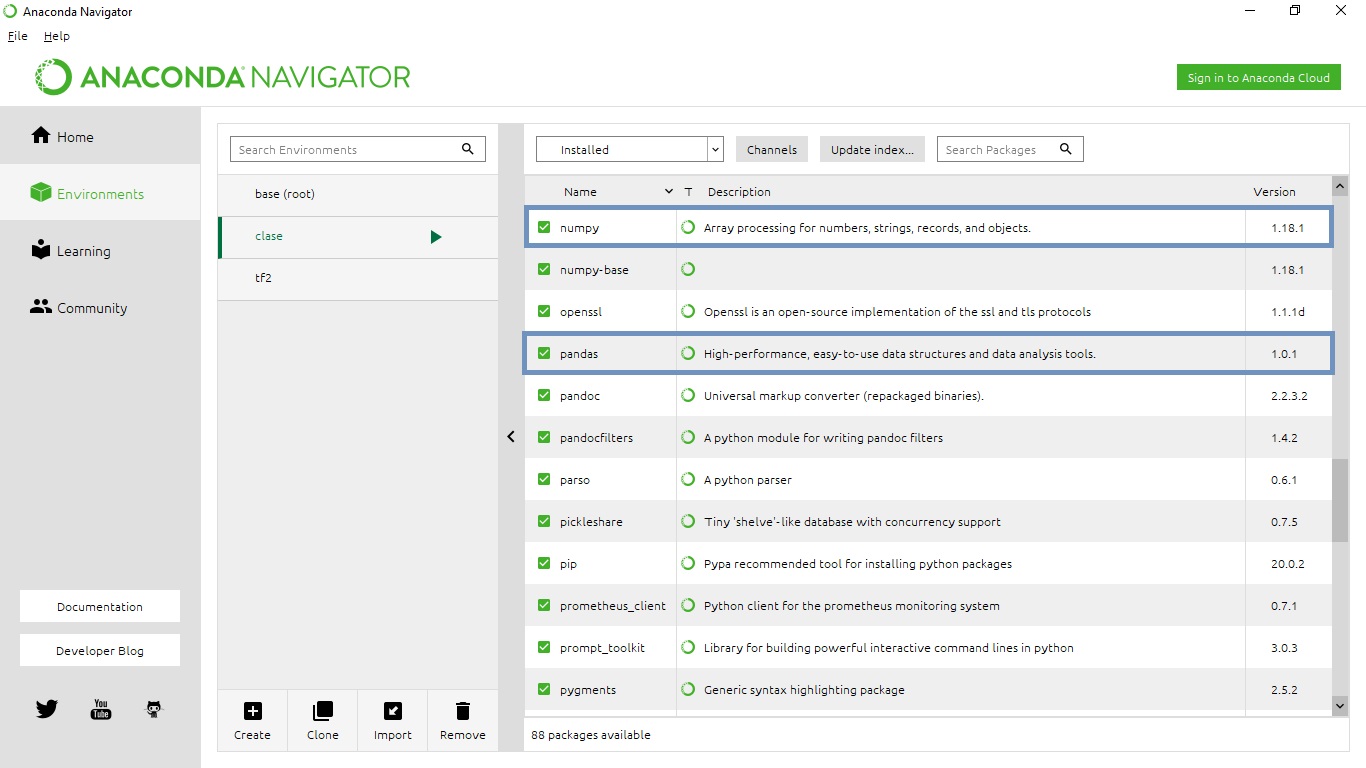 Anaconda Navigator
File Help
ANACONDA NAVIGATOR
Sign in to Anaconda Cloud
Home
Environments
Learning
Community
Documentation
Developer Blog
You
Tube
Search Environments
base (root)
clase
tf2
Create Clone Import Remove
Installed Channels Update index... Search Packages
Name T Description Version
numpy Array processing for numbers, strings, records, and objects. 1.18.1
numpy-base 1.18.1
openssl Openssl is an open-source implementation of the ssl and tls protocols 1.1.1d
pandas High-performance, easy-to-use data structures and data analysis tools. 1.0.1
pandoc Universal markup converter (repackaged binaries). 2.2.3.2
pandocfilters A python module for writing pandoc filters 1.4.2
parso A python parser 0.6.1
pickleshare Tiny 'shelve'-like database with concurrency support 0.7.5
pip Pypa recommended tool for installing python packages 20.0.2
prometheus_client Python client for the prometheus monitoring system 0.7.1
prompt_toolkit Library for building powerful interactive command lines in python 3.0.3
pygments Generic syntax highlighting package 2.5.2
88 packages available